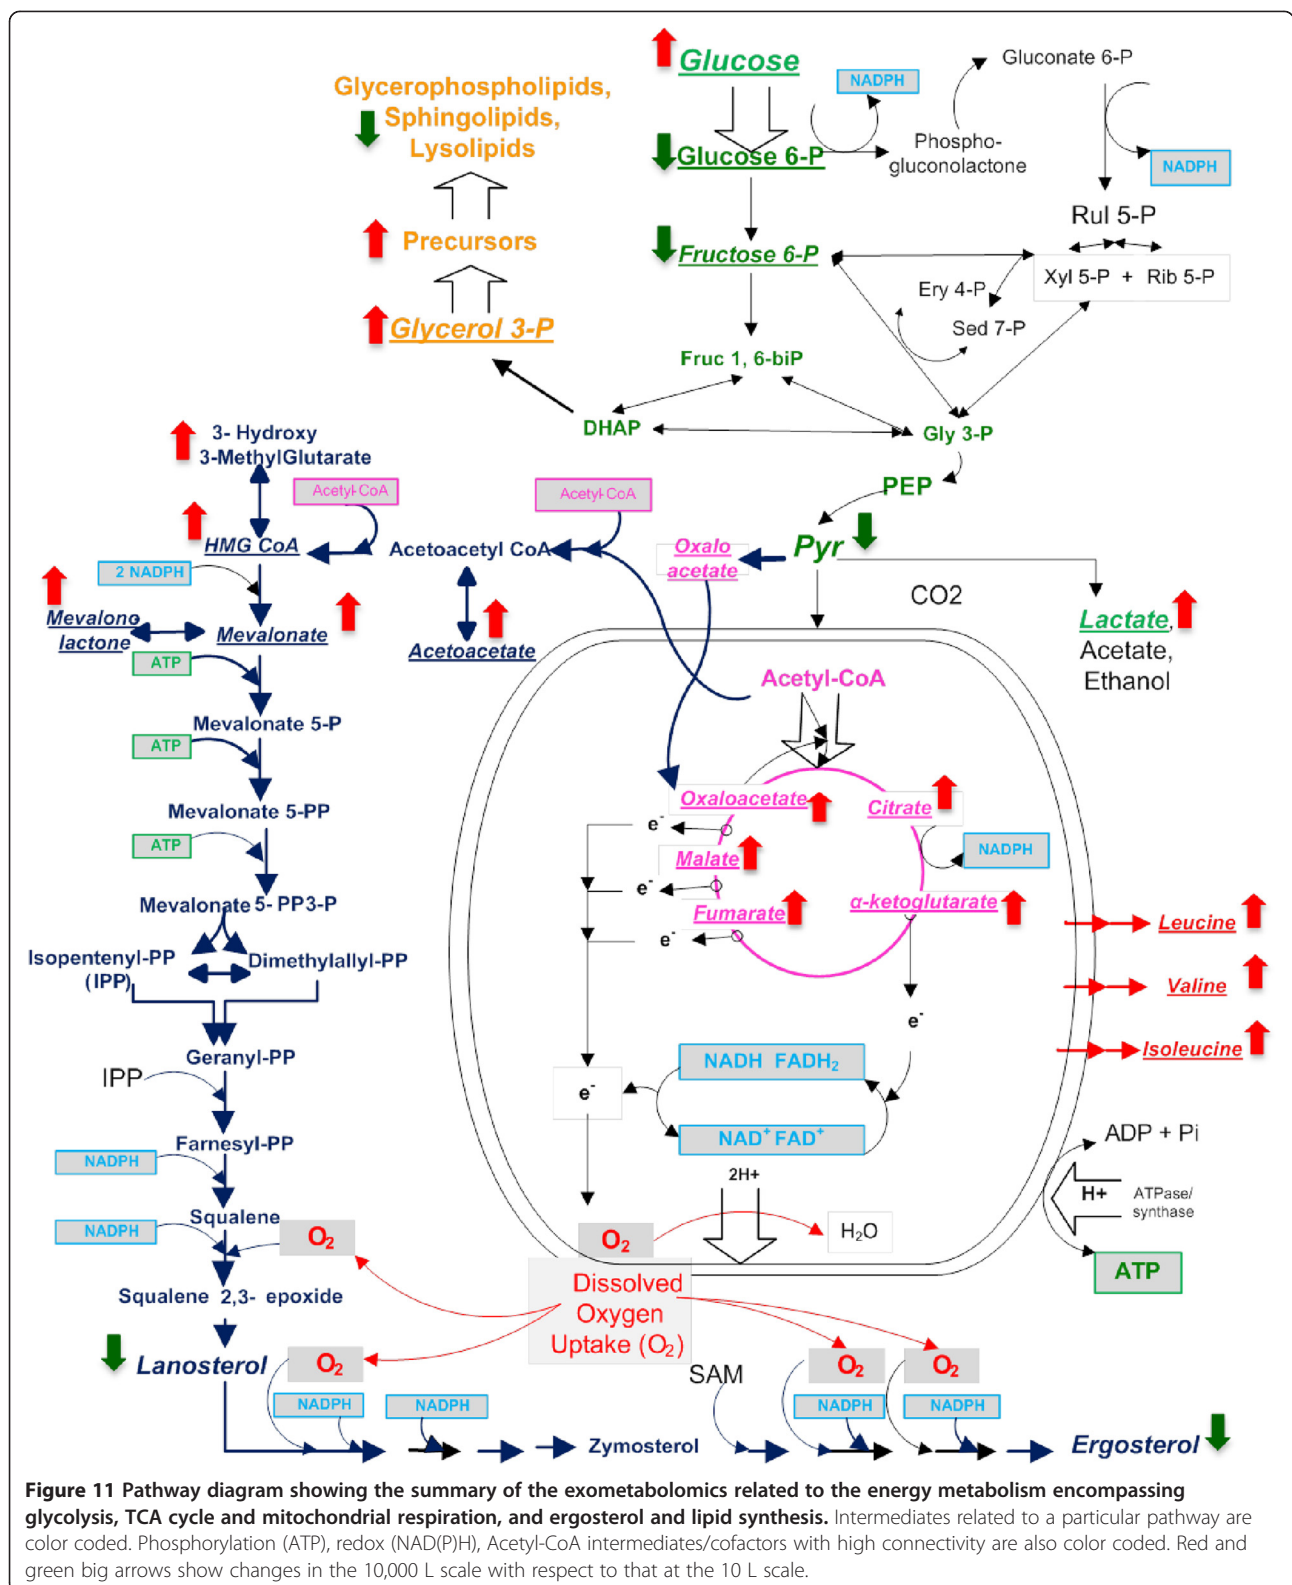 Glucose
Glycerophospholipids,
Sphingolipids,
Lysolipids
NADPH
Gluconate 6-P
Glucose 6-P
Phospho-
gluconolactone
NADPH
Precursors
Fructose 6-P
Rul 5-P
Xyl 5-P + Rib 5-P
Ery 4-P
Sed 7-P
Glycerol 3-P
Fruc 1, 6-biP
DHAP
Gly 3-P
3- Hydroxy
3-MethylGlutarate
Acetyl-CoA
Acetyl-CoA
PEP
HMG CoA
Acetoacetyl CoA
Oxalo
acetate
Pyr
2 NADPH
CO2
Mevalono
lactone
Mevalonate
Acetoacetate
Lactate,
Acetate,
Ethanol
ATP
Acetyl-CoA
Mevalonate 5-P
ATP
Mevalonate 5-PP
Oxaloacetate
Citrate
e-
ATP
Malate
NADPH
e-
Mevalonate 5- PP3-P
Fumarate
α-ketoglutarate
e-
Leucine
Isopentenyl-PP
(IPP)
Dimethylallyl-PP
Valine
e-
Isoleucine
Geranyl-PP
IPP
NADH FADH2
e-
Farnesyl-PP
NADPH
NAD+ FAD+
ADP + Pi
2H+
H+
ATPase/
synthase
Squalene
NADPH
O2
O2
H2O
ATP
Squalene 2,3- epoxide
Dissolved
Oxygen
Uptake (O2)
Lanosterol
O2
SAM
O2
O2
NADPH
NADPH
NADPH
NADPH
Zymosterol
Ergosterol
Figure 11 Pathway diagram showing the summary of the exometabolomics related to the energy metabolism encompassing
glycolysis, TCA cycle and mitochondrial respiration, and ergosterol and lipid synthesis. Intermediates related to a particular pathway are
color coded. Phosphorylation (ATP), redox (NAD(P)H), Acetyl-CoA intermediates/cofactors with high connectivity are also color coded. Red and
green big arrows show changes in the 10,000 L scale with respect to that at the 10 L scale.